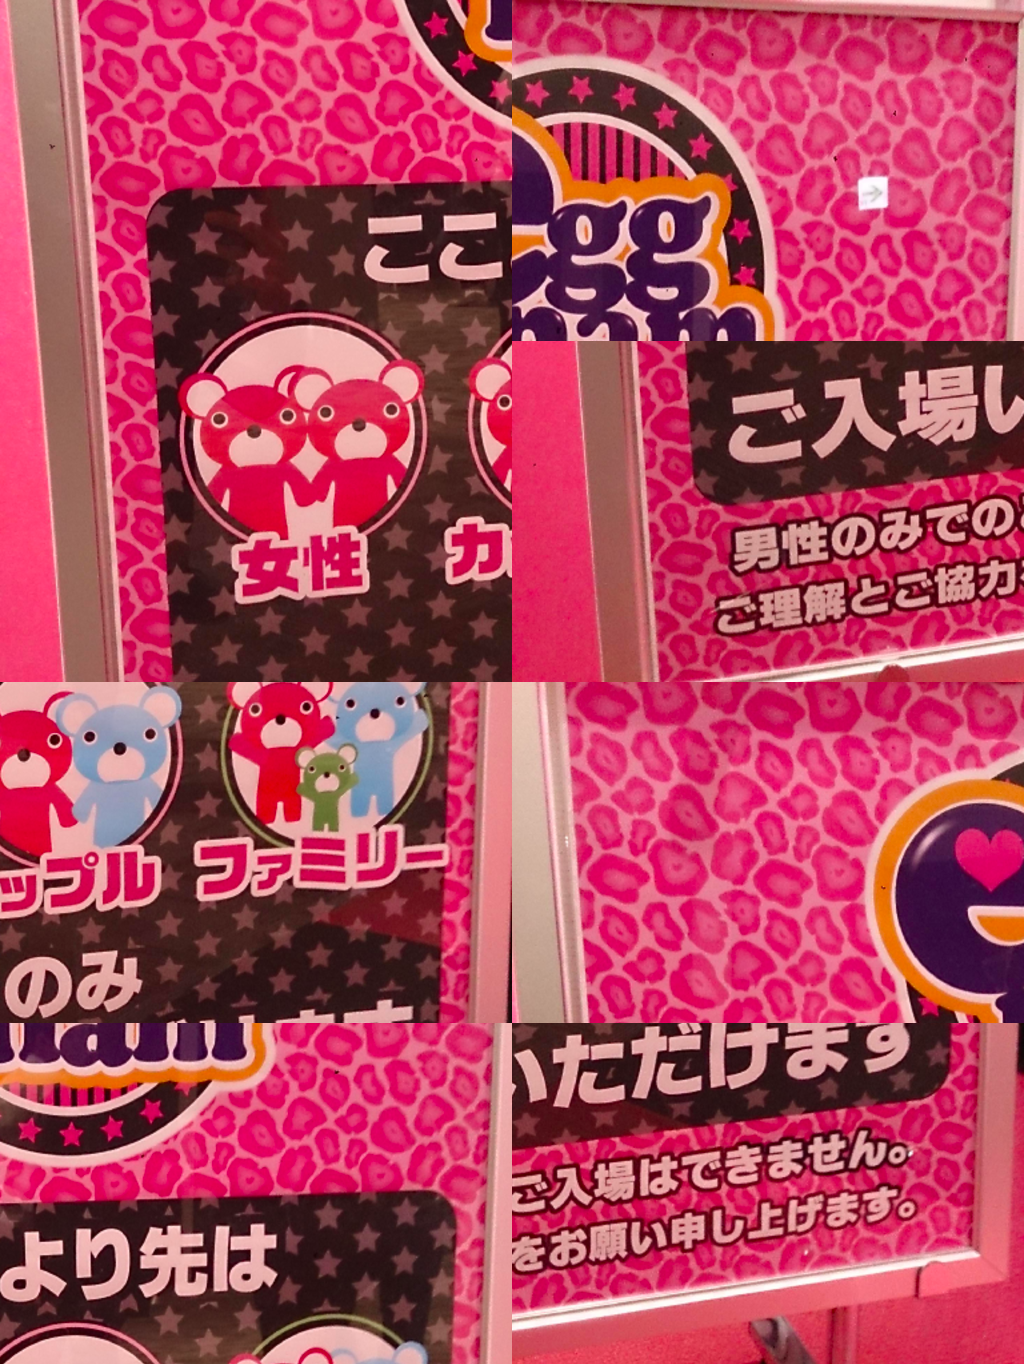 ここ
女性 カ
gg
ご入場い
男性のみでの
ご理解とご協力
ップル ファミリー
のみ
e
mam
より先は
いただけます
ご入場はできません。
をお願い申し上げます。